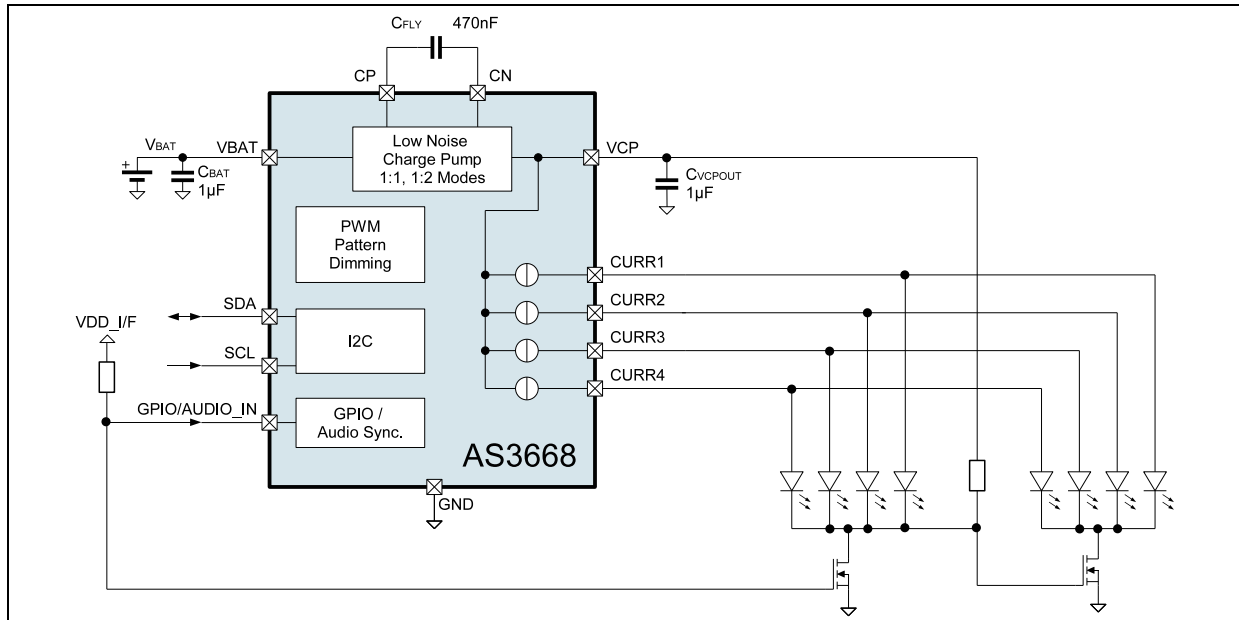 CFLY 470nF
CP CN
VBAT VBAT
+
CBAT
1µF
Low Noise
Charge Pump
1:1, 1:2 Modes
VCP
CVCPOUT
1µF
PWM
Pattern
Dimming
CURR1
CURR2
CURR3
CURR4
SDA
VDD_I/F
SCL
I2C
GPIO/AUDIO_IN
GPIO /
Audio Sync.
AS3668
GND